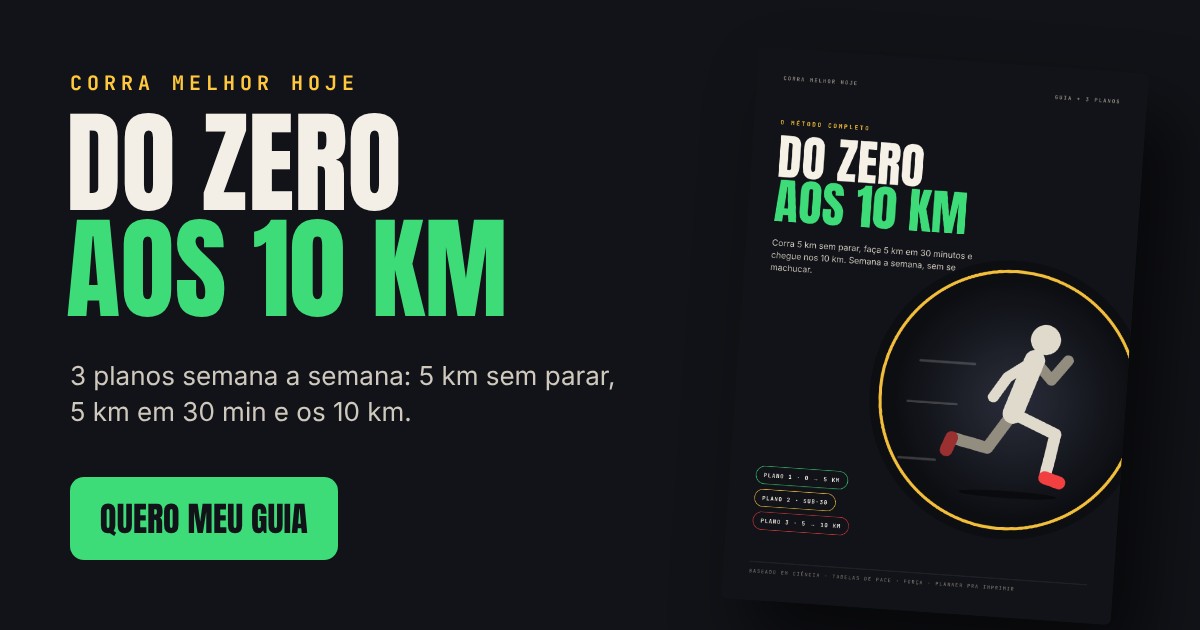 CORRA MELHOR HOJE
DO ZERO
AOS 10 KM
3 planos semana a semana: 5 km sem parar,
5 km em 30 min e os 10 km.
QUERO MEU GUIA
CORRA MELHOR HOJE
GUIA + 3 PLANOS
O MÉTODO COMPLETO
DO ZERO
AOS 10 KM
Corra 5 km sem parar, faça 5 km em 30 minutos e
chegue nos 10 km. Semana a semana, sem se
machucar.
PLANO 1 · 0 → 5 KM
PLANO 2 · SUB-30
PLANO 3 · 5 → 10 KM
BASEADO EM CIÊNCIA · TABELAS DE PACE · FORÇA · PLANNER PRA IMPRIMIR